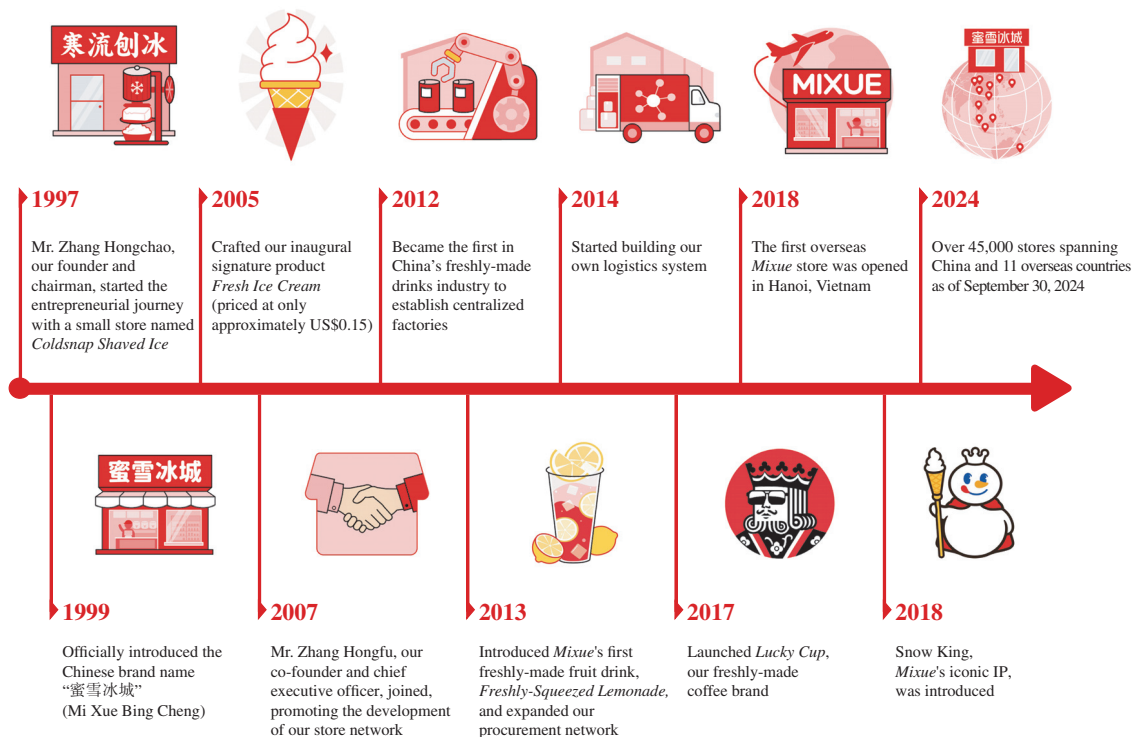 寒流刨冰
MIXUE
蜜雪冰城
1997
Mr. Zhang Hongchao,
our founder and
chairman, started the
entrepreneurial journey
with a small store named
Coldsnap Shaved Ice
2005
Crafted our inaugural
signature product
Fresh Ice Cream
(priced at only
approximately US$0.15)
2012
Became the first in
China’s freshly-made
drinks industry to
establish centralized
factories
2014
Started building our
own logistics system
2018
The first overseas
Mixue store was opened
in Hanoi, Vietnam
2024
Over 45,000 stores spanning
China and 11 overseas countries
as of September 30, 2024
蜜雪冰城
1999
Officially introduced the
Chinese brand name
“蜜雪冰城”
(Mi Xue Bing Cheng)
2007
Mr. Zhang Hongfu, our
co-founder and chief
executive officer, joined,
promoting the development
of our store network
2013
Introduced Mixue's first
freshly-made fruit drink,
Freshly-Squeezed Lemonade,
and expanded our
procurement network
2017
Launched Lucky Cup,
our freshly-made
coffee brand
2018
Snow King,
Mixue's iconic IP,
was introduced